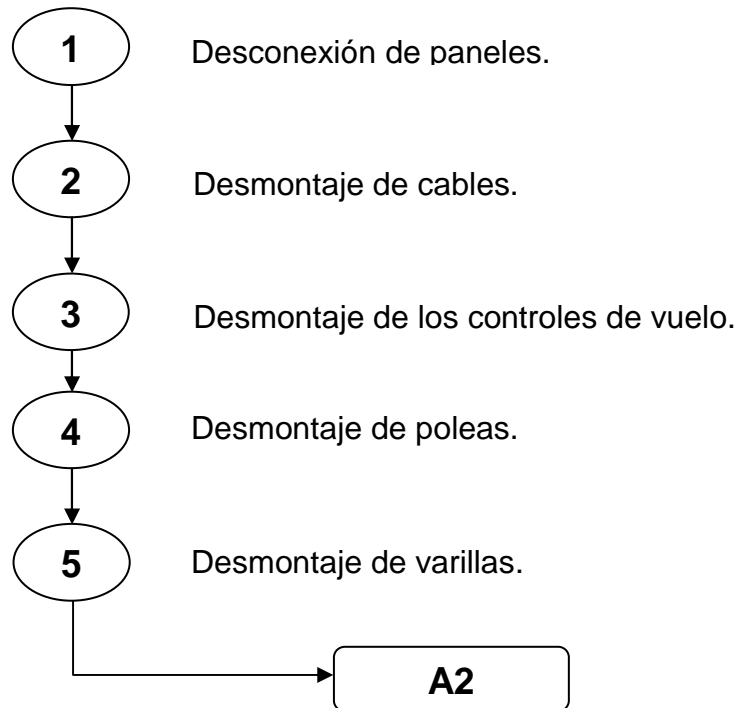 1 Desconexión de paneles.
2 Desmontaje de cables.
3 Desmontaje de los controles de vuelo.
4 Desmontaje de poleas.
5 Desmontaje de varillas.
A2